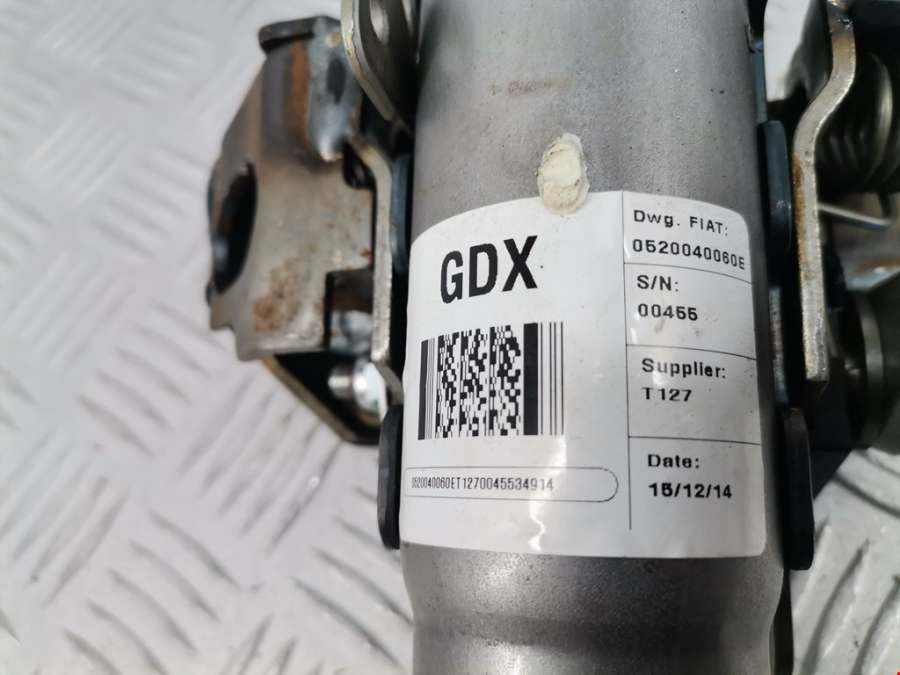 GDX
0520040060ET1270045534914
Dwg. FIAT:
0520040060E
S/N:
00455
Supplier:
T127
Date:
15/12/14